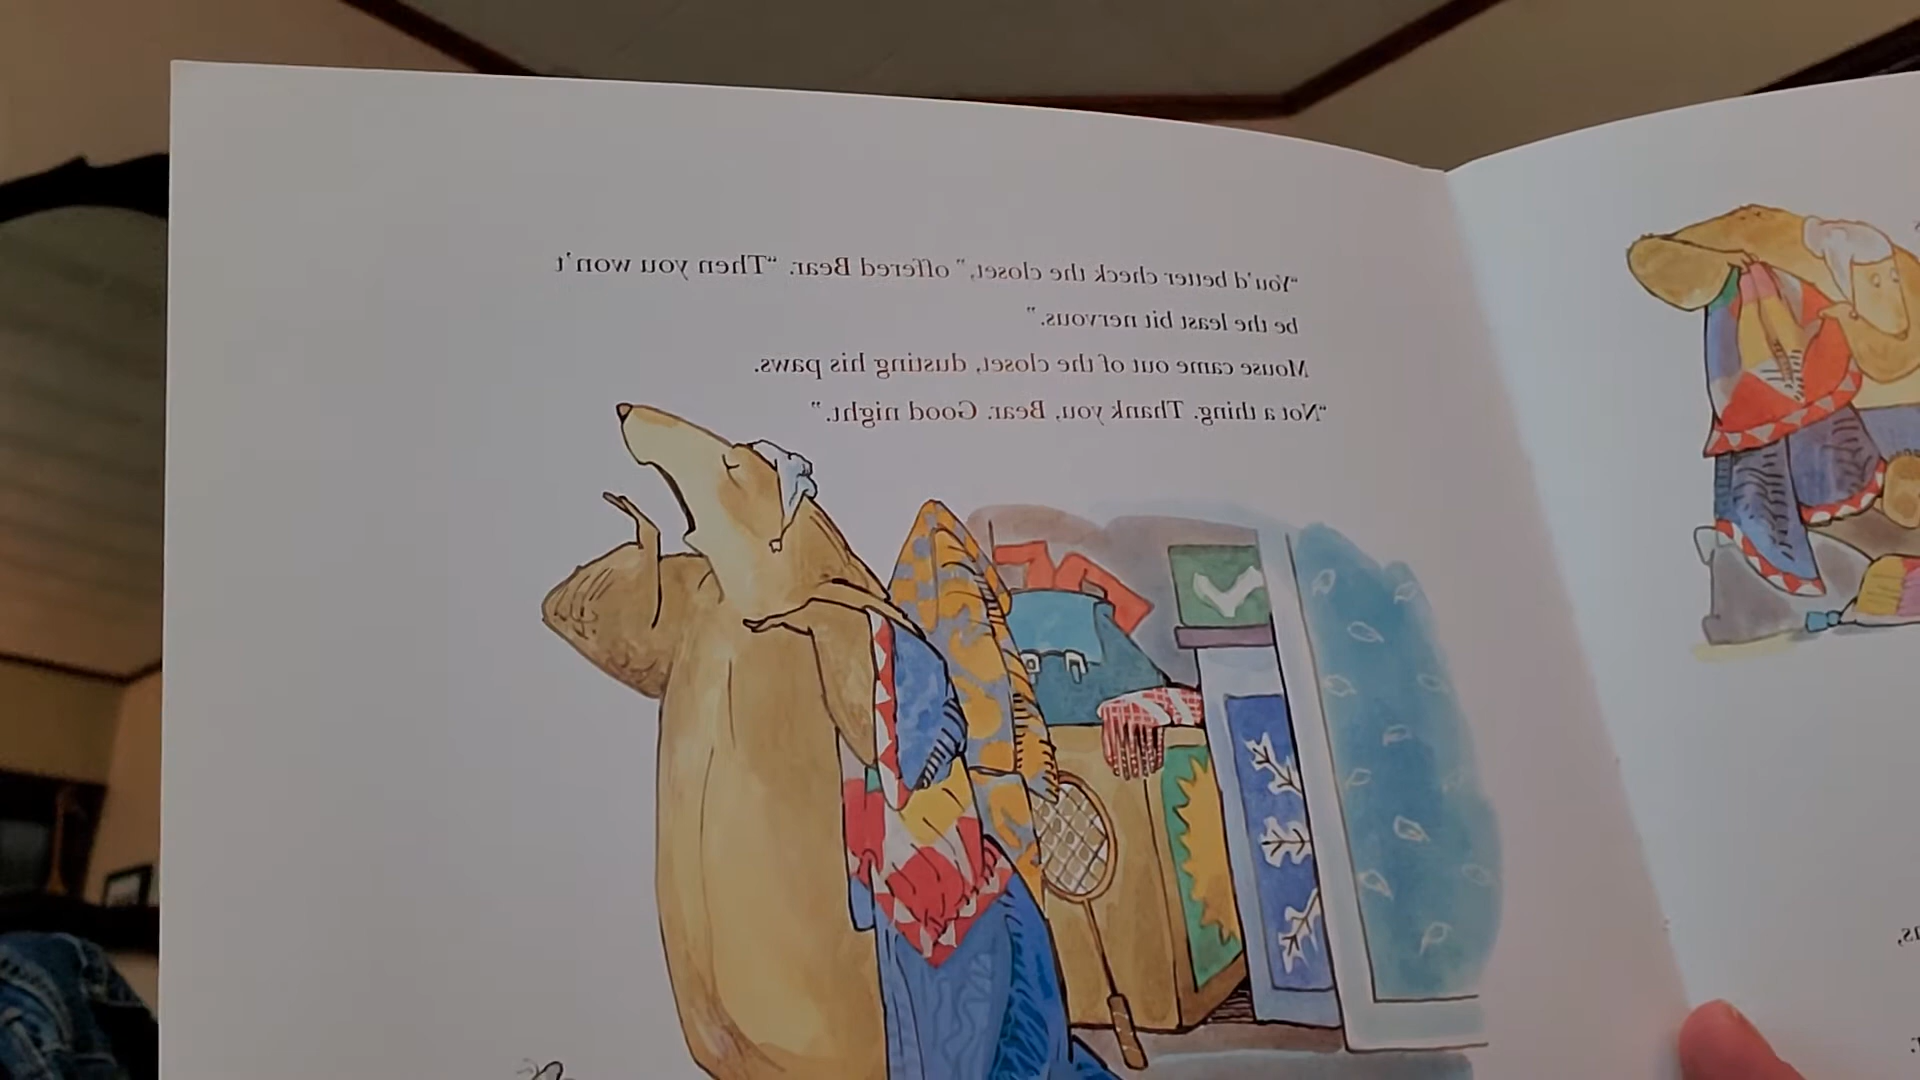 “You’d better check the closet,” offered Bear. “Then you won’t
be the least bit nervous.”
Mouse came out of the closet, dusting his paws.
“Not a thing. Thank you, Bear. Good night.”